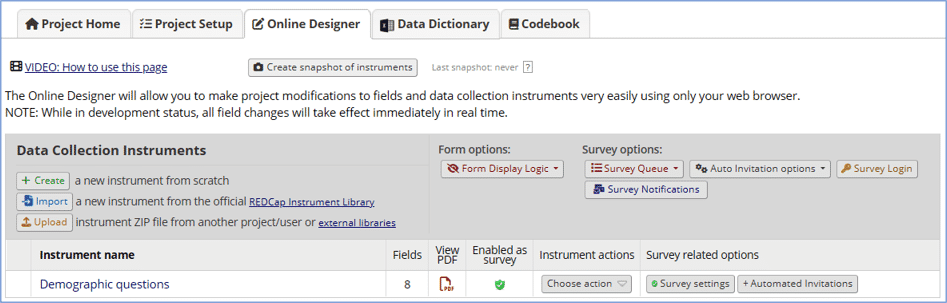 Project Home Project Setup Online Designer Data Dictionary Codebook
VIDEO: How to use this page Create snapshot of instruments Last snapshot: never ?
The Online Designer will allow you to make project modifications to fields and data collection instruments very easily using only your web browser.
NOTE: While in development status, all field changes will take effect immediately in real time.
Data Collection Instruments
+ Create a new instrument from scratch
Import a new instrument from the official REDCap Instrument Library
Upload instrument ZIP file from another project/user or external libraries
Form options:
Form Display Logic
Survey options:
Survey Queue Auto Invitation options Survey Login
Survey Notifications
Instrument name Fields View PDF Enabled as survey Instrument actions Survey related options
Demographic questions 8 PDF Choose action Survey settings + Automated Invitations